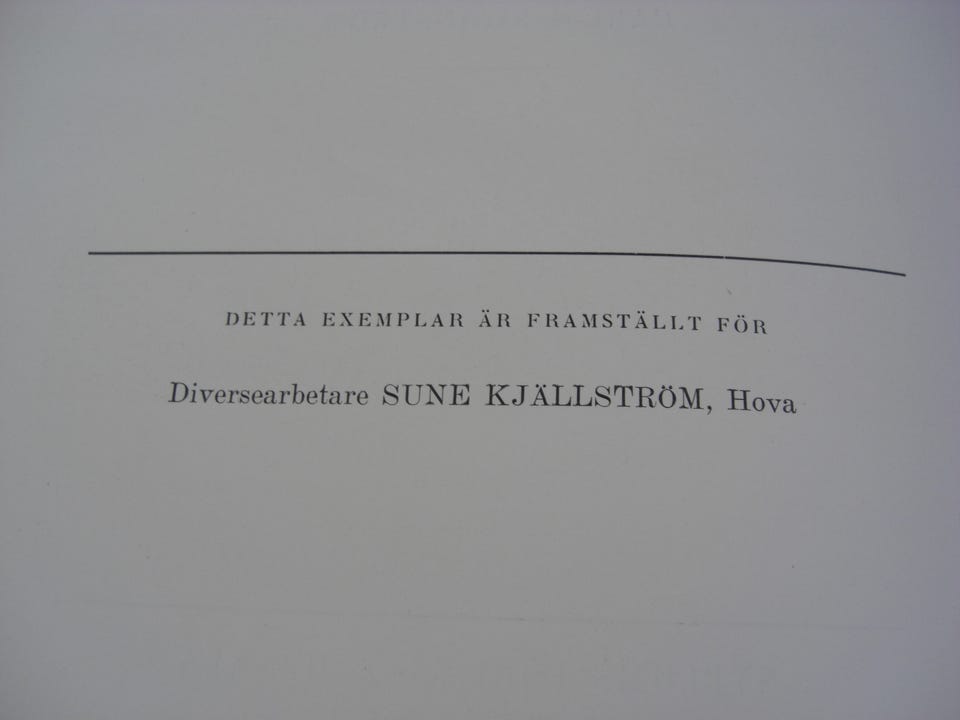 DETTA EXEMPLAR ÄR FRAMSTÄLLT FÖR
Diversearbetare SUNE KJÄLLSTRÖM, Hova